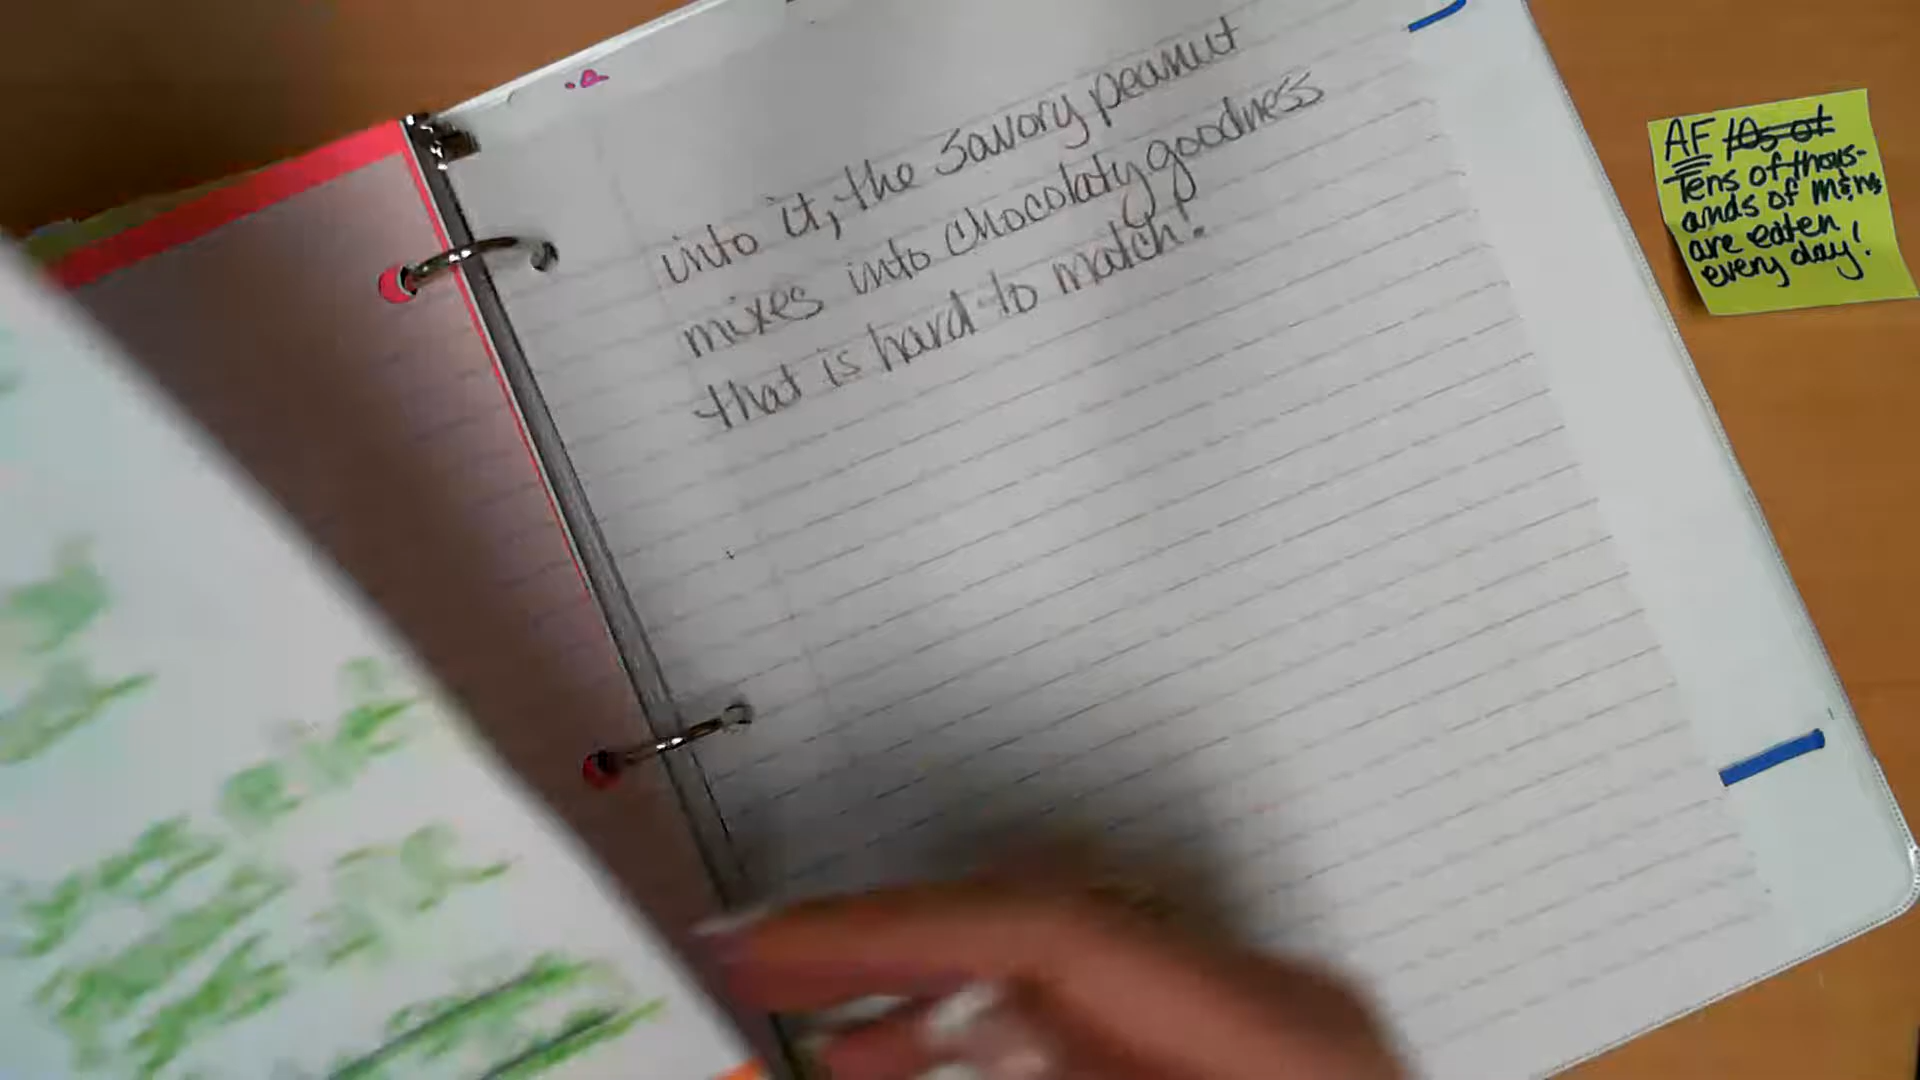 into it, the savory peanut
mixes into chocolaty goodness
that is hard to match!
AF 10s of
Tens of thous-
ands of M&Ms
are eaten
every day!